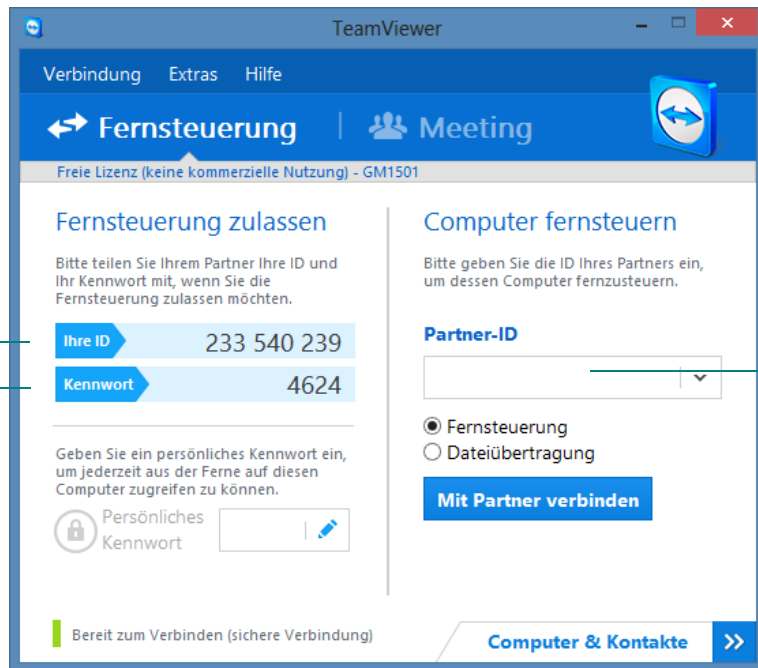 TeamViewer
Verbindung Extras Hilfe
Fernsteuerung
Meeting
Freie Lizenz (keine kommerzielle Nutzung) - GM1501
Fernsteuerung zulassen
Bitte teilen Sie Ihrem Partner Ihre ID und
Ihr Kennwort mit, wenn Sie die
Fernsteuerung zulassen möchten.
Ihre ID 233 540 239
Kennwort 4624
Geben Sie ein persönliches Kennwort ein,
um jederzeit aus der Ferne auf diesen
Computer zugreifen zu können.
Persönliches
Kennwort
Computer fernsteuern
Bitte geben Sie die ID Ihres Partners ein,
um dessen Computer fernzusteuern.
Partner-ID
Fernsteuerung
Dateiübertragung
Mit Partner verbinden
Bereit zum Verbinden (sichere Verbindung)
Computer & Kontakte